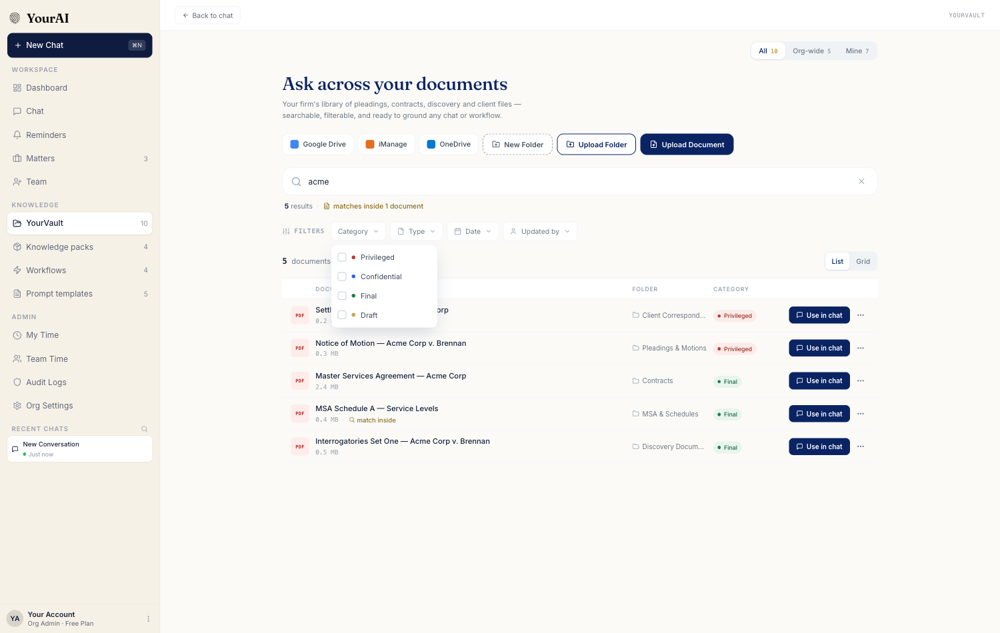 YourAI
New Chat ⌘N
WORKSPACE
Dashboard
Chat
Reminders
Matters 3
Team
KNOWLEDGE
YourVault 10
Knowledge packs 4
Workflows 4
Prompt templates 5
ADMIN
My Time
Team Time
Audit Logs
Org Settings
RECENT CHATS
New Conversation
Just now
YA
Your Account
Org Admin · Free Plan
← Back to chat
YOURVAULT
All 10 Org-wide 5 Mine 7
Ask across your documents
Your firm's library of pleadings, contracts, discovery and client files —
searchable, filterable, and ready to ground any chat or workflow.
Google Drive iManage OneDrive New Folder Upload Folder Upload Document
acme
5 results · matches inside 1 document
FILTERS Category Type Date Updated by
Privileged
Confidential
Final
Draft
5 documents
List Grid
FOLDER CATEGORY
orp
0.2
PDF Client Correspond... Privileged Use in chat
PDF Notice of Motion — Acme Corp v. Brennan
0.3 MB
Pleadings & Motions Privileged Use in chat
PDF Master Services Agreement — Acme Corp
2.4 MB
Contracts Final Use in chat
PDF MSA Schedule A — Service Levels
0.4 MB · match inside
MSA & Schedules Final Use in chat
PDF Interrogatories Set One — Acme Corp v. Brennan
0.5 MB
Discovery Docum... Final Use in chat